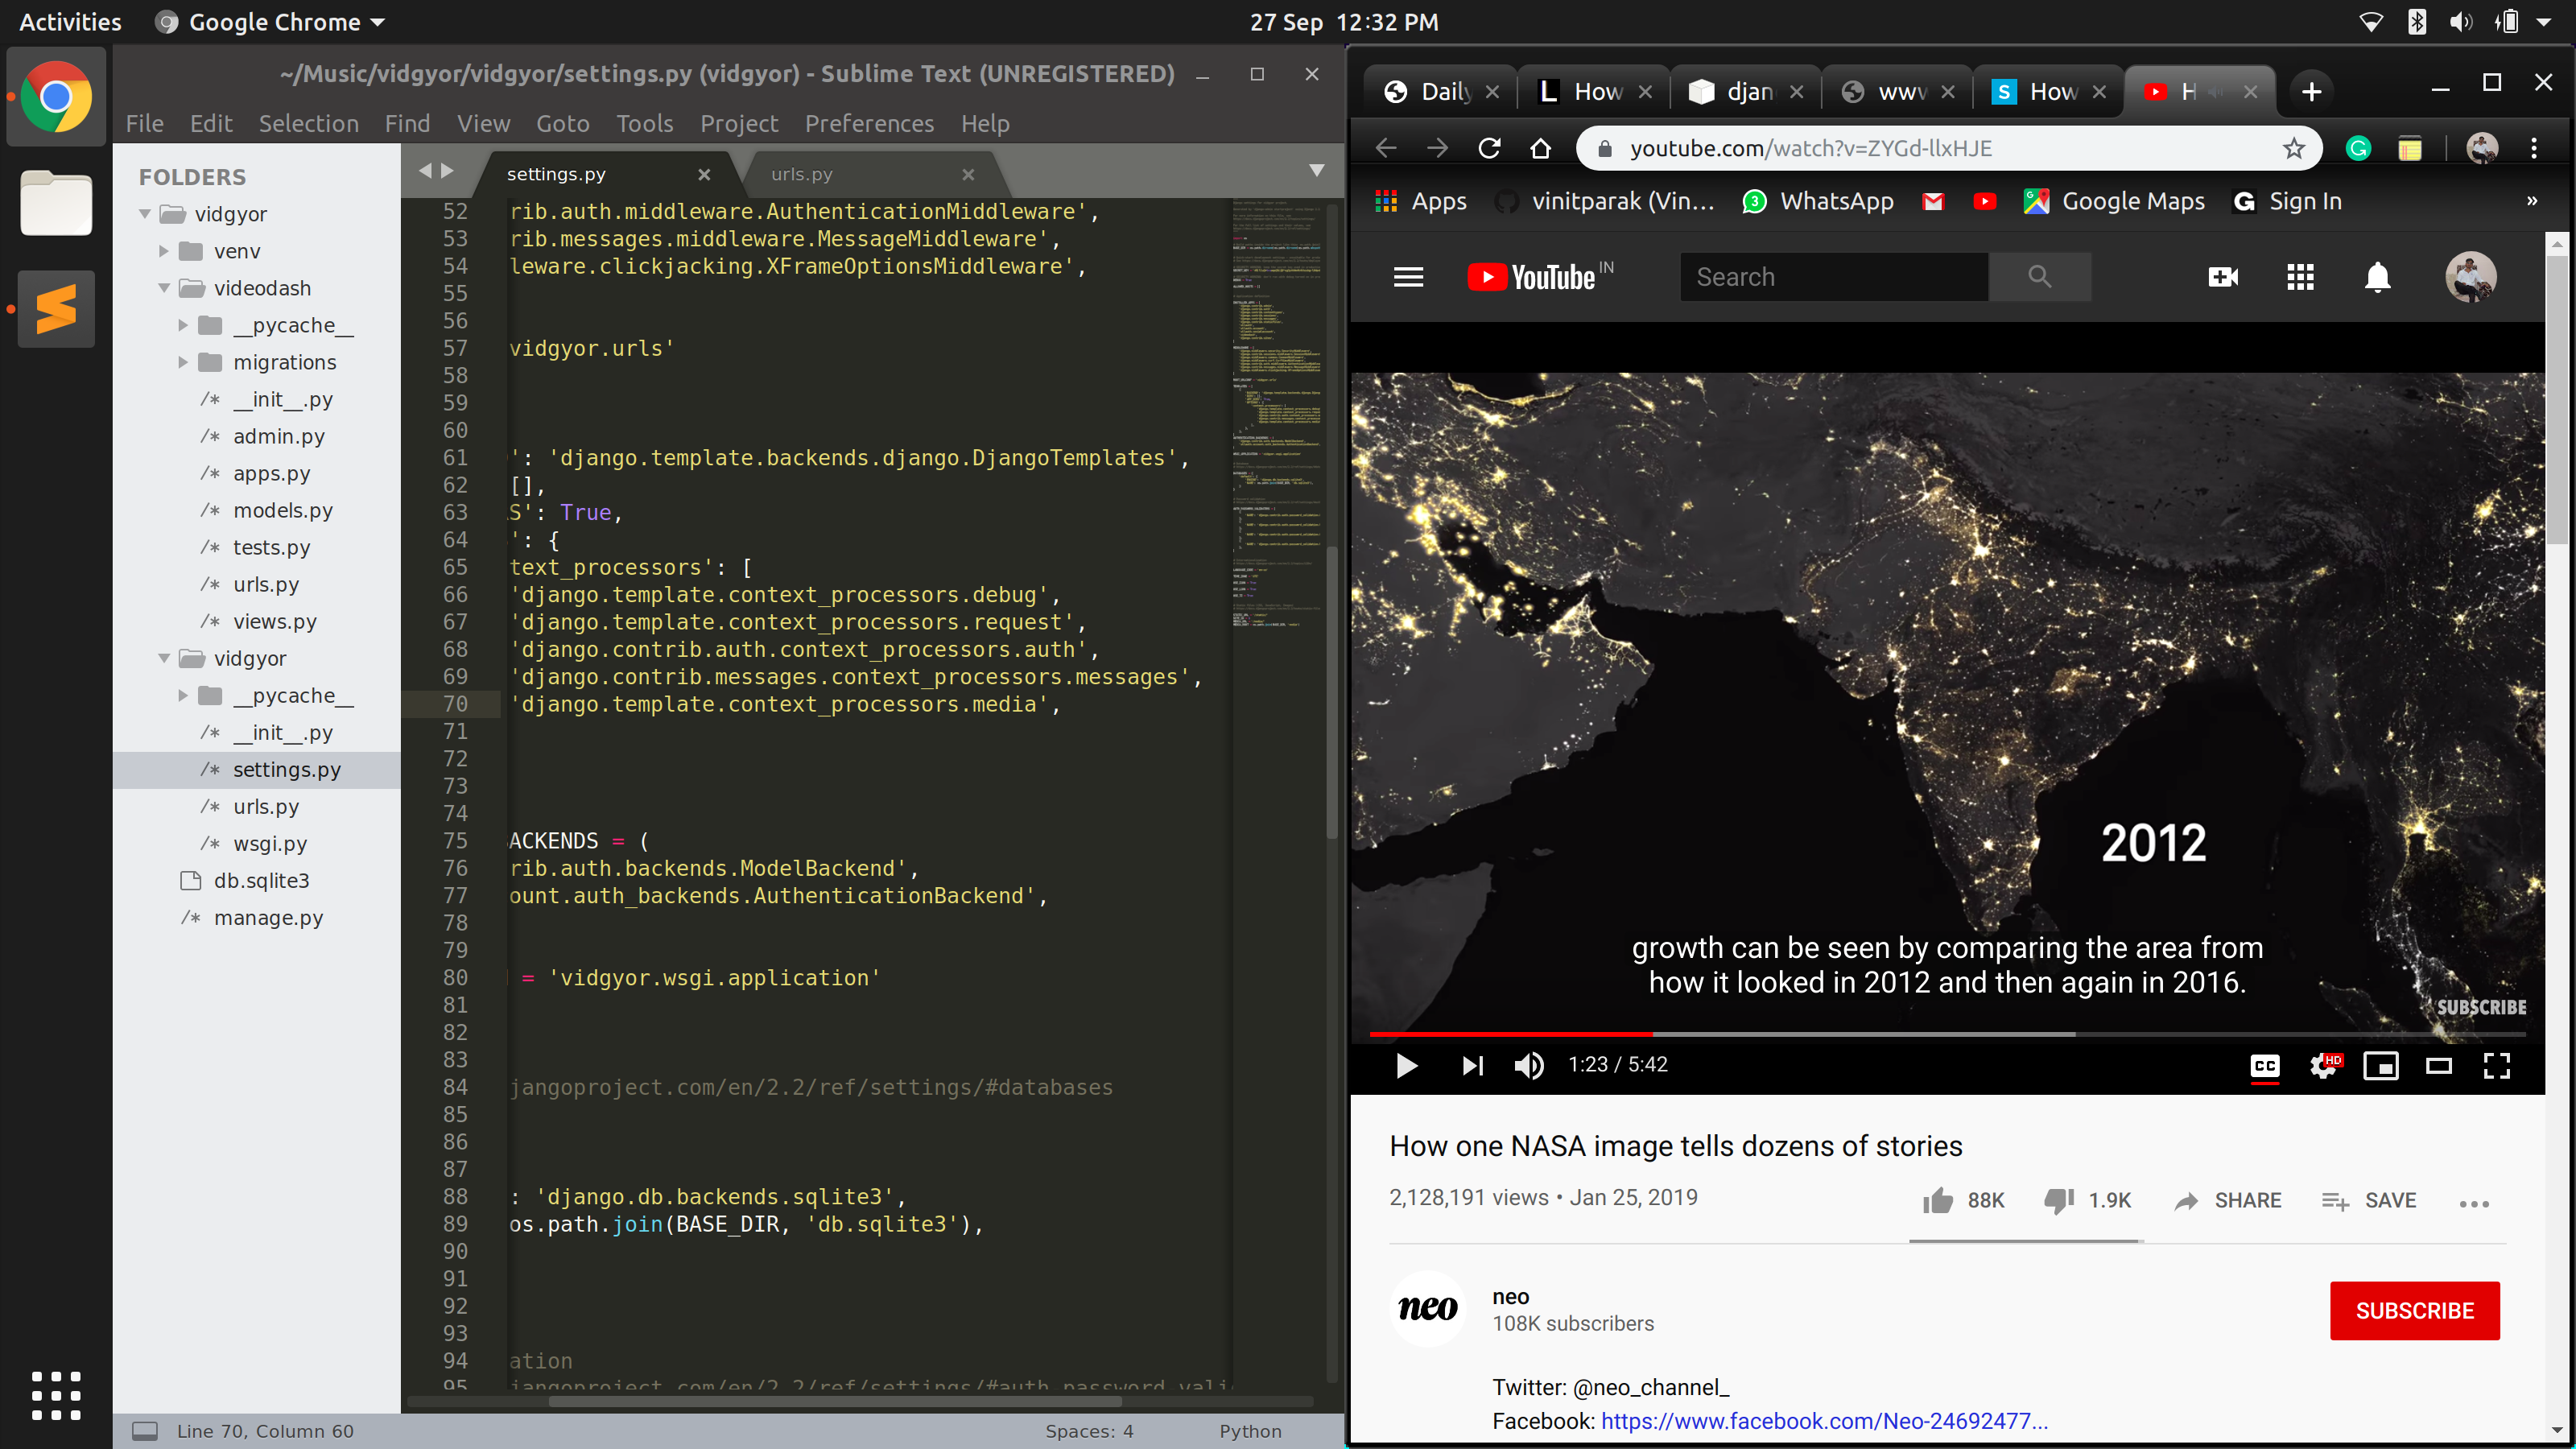 Activities
Google Chrome
27 Sep 12:32 PM
~/Music/vidgyor/vidgyor/settings.py (vidgyor) - Sublime Text (UNREGISTERED)
File Edit Selection Find View Goto Tools Project Preferences Help
FOLDERS
vidgyor
venv
videodash
__pycache__
migrations
/* __init__.py
/* admin.py
/* apps.py
/* models.py
/* tests.py
/* urls.py
/* views.py
vidgyor
__pycache__
/* __init__.py
/* settings.py
/* urls.py
/* wsgi.py
db.sqlite3
/* manage.py
settings.py
urls.py
52 rib.auth.middleware.AuthenticationMiddleware',
53 rib.messages.middleware.MessageMiddleware',
54 leware.clickjacking.XFrameOptionsMiddleware',
55
56
57 vidgyor.urls'
58
59
60
61 ': 'django.template.backends.django.DjangoTemplates',
62 [],
63 S': True,
64 ': {
65 text_processors': [
66 'django.template.context_processors.debug',
67 'django.template.context_processors.request',
68 'django.contrib.auth.context_processors.auth',
69 'django.contrib.messages.context_processors.messages',
70 'django.template.context_processors.media',
71
72
73
74
75 ACKENDS = (
76 rib.auth.backends.ModelBackend',
77 ount.auth_backends.AuthenticationBackend',
78
79
80 = 'vidgyor.wsgi.application'
81
82
83
84 jangoproject.com/en/2.2/ref/settings/#databases
85
86
87
88 : 'django.db.backends.sqlite3',
89 os.path.join(BASE_DIR, 'db.sqlite3'),
90
91
92
93
94 ation
95 jangoproject.com/en/2.2/ref/settings/#auth-password-vali
Line 70, Column 60
Spaces: 4
Python
Daily
L How
djan
www
S How
H
youtube.com/watch?v=ZYGd-llxHJE
Apps
vinitparak (Vin...
3 WhatsApp
Google Maps
G Sign In
»
YouTube IN
Search
2012
growth can be seen by comparing the area from
how it looked in 2012 and then again in 2016.
SUBSCRIBE
1:23 / 5:42
CC
HD
How one NASA image tells dozens of stories
2,128,191 views • Jan 25, 2019
88K
1.9K
SHARE
SAVE
neo
neo
108K subscribers
SUBSCRIBE
Twitter: @neo_channel_
Facebook: https://www.facebook.com/Neo-24692477...